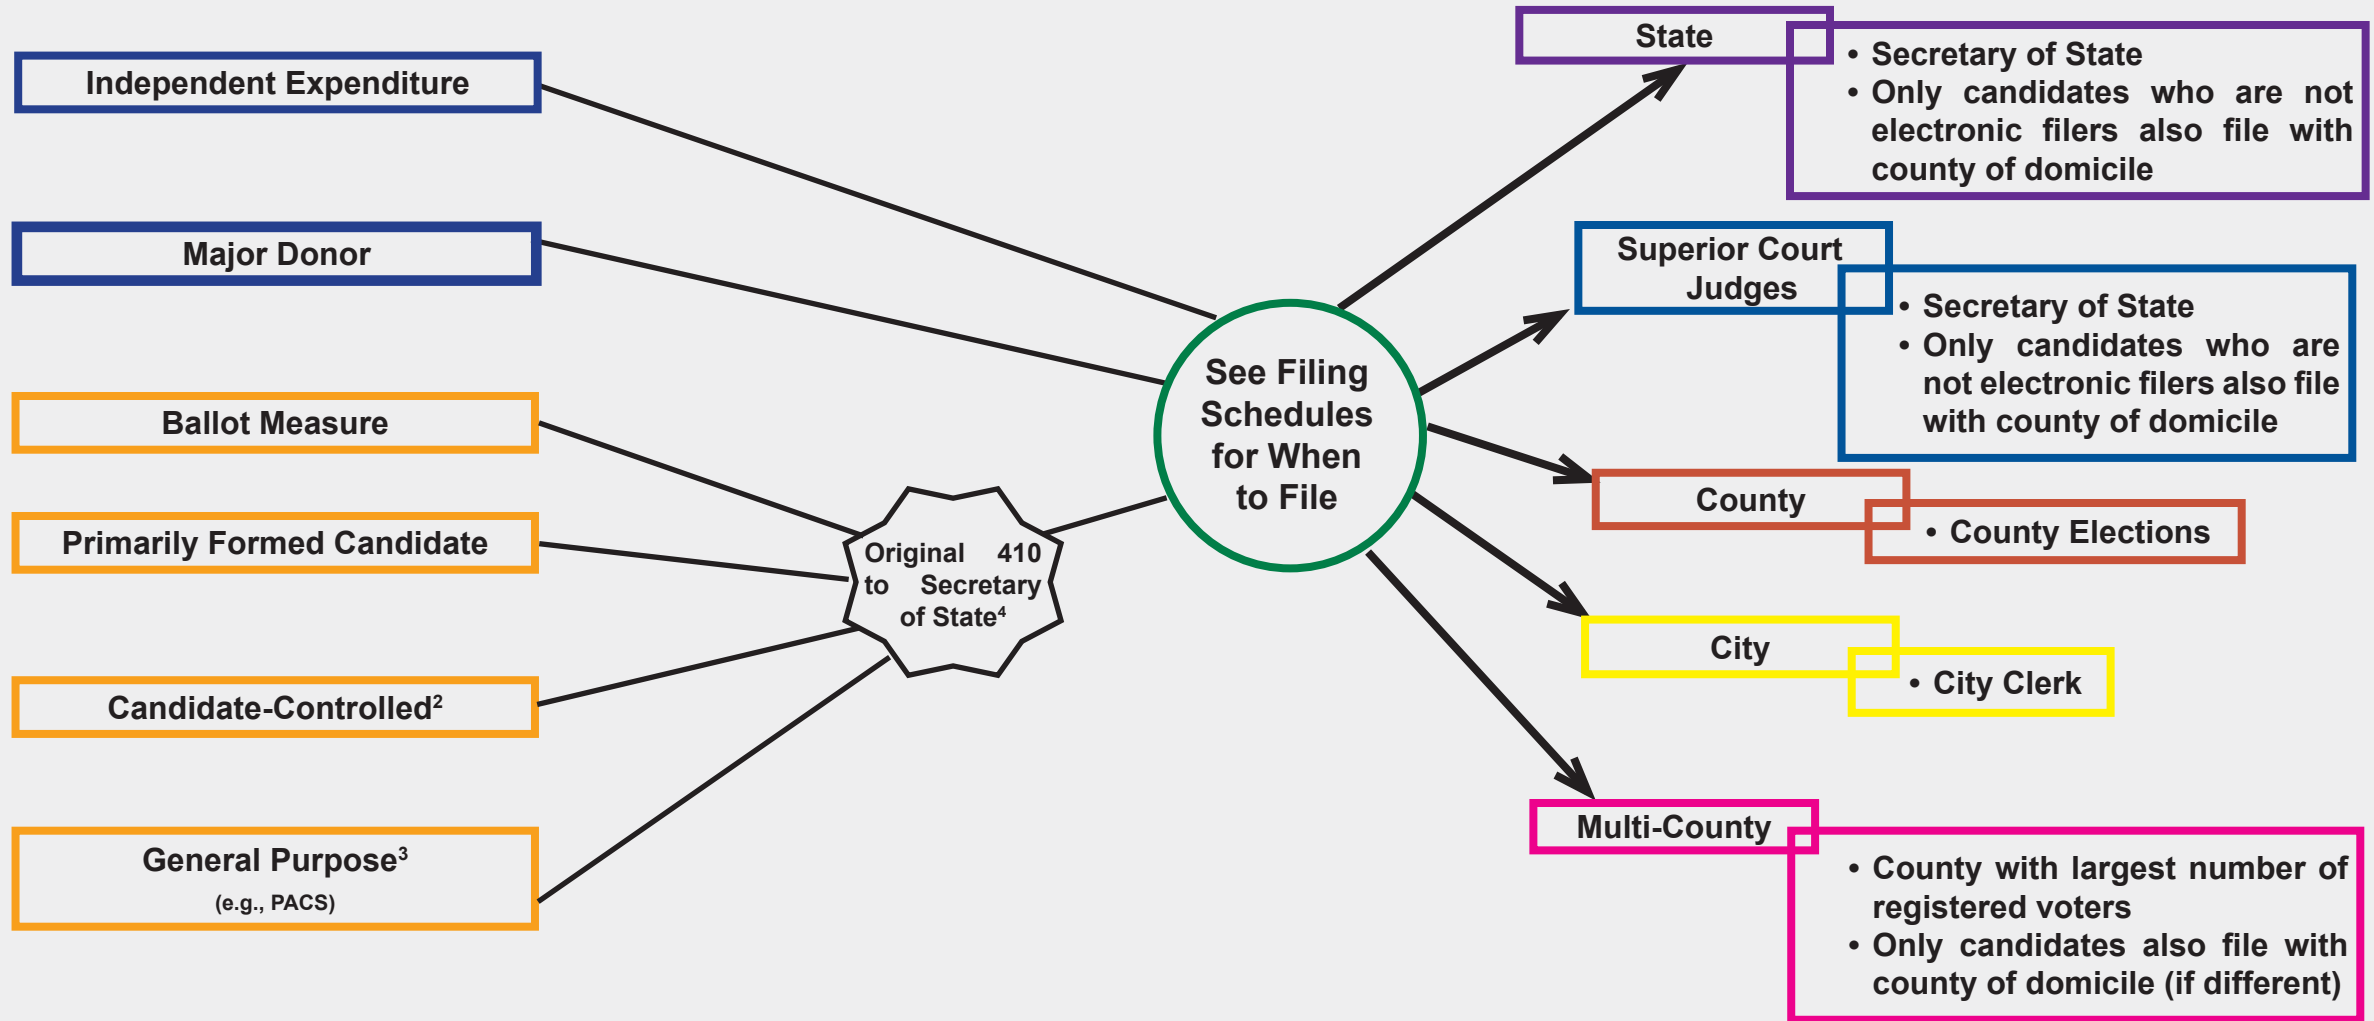 Independent Expenditure
Major Donor
Ballot Measure
Primarily Formed Candidate
Candidate-Controlled²
General Purpose³
(e.g., PACS)
Original 410
to Secretary
of State⁴
See Filing
Schedules
for When
to File
State
• Secretary of State
• Only candidates who are not
electronic filers also file with
county of domicile
Superior Court
Judges
• Secretary of State
• Only candidates who are
not electronic filers also file
with county of domicile
County
• County Elections
City
• City Clerk
Multi-County
• County with largest number of
registered voters
• Only candidates also file with
county of domicile (if different)